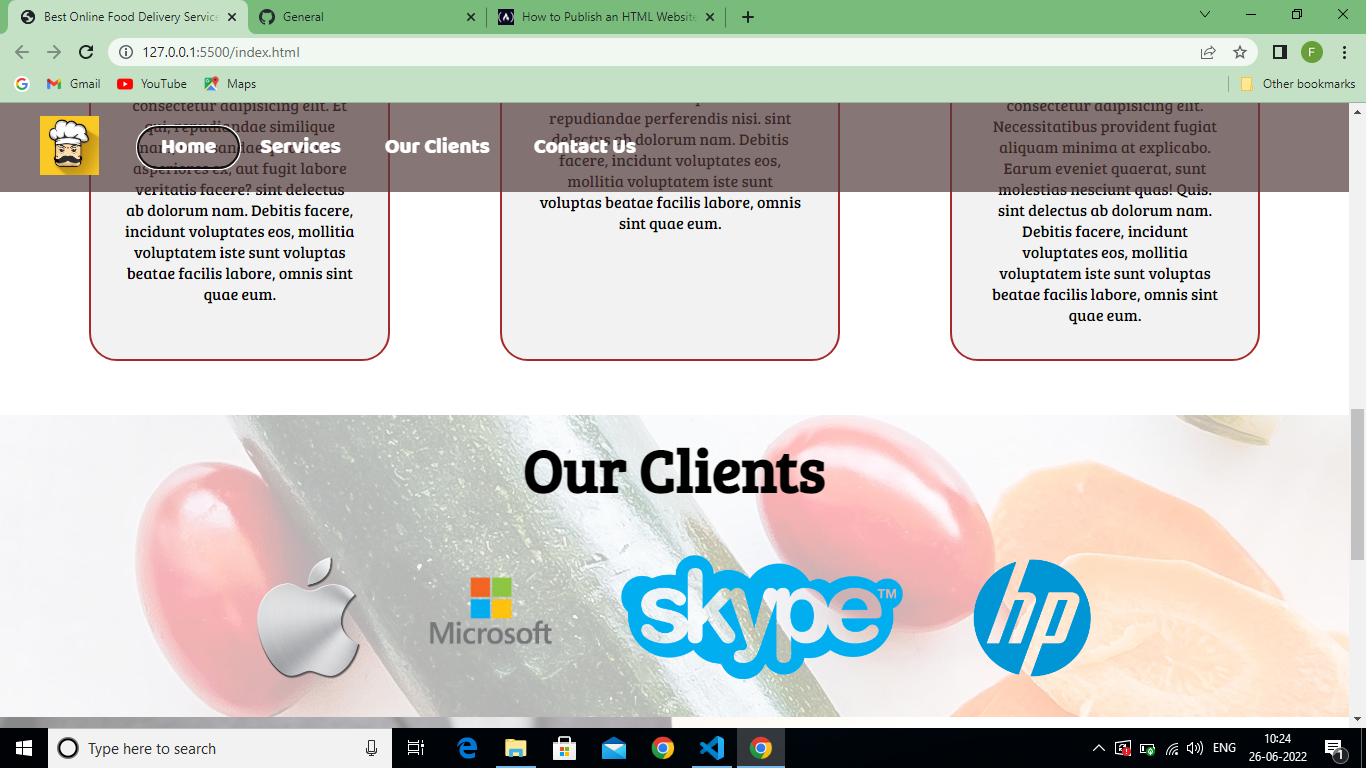 Best Online Food Delivery Service
General
How to Publish an HTML Website
127.0.0.1:5500/index.html
F
Gmail
YouTube
Maps
Other bookmarks
Home
Services
Our Clients
Contact Us
consectetur adipisicing elit. Et
qui, repudiandae similique
asperiores ex, aut fugit labore
veritatis facere? sint delectus
ab dolorum nam. Debitis facere,
incidunt voluptates eos, mollitia
voluptatem iste sunt voluptas
beatae facilis labore, omnis sint
quae eum.
repudiandae perferendis nisi. sint
delectus ab dolorum nam. Debitis
facere, incidunt voluptates eos,
mollitia voluptatem iste sunt
voluptas beatae facilis labore, omnis
sint quae eum.
consectetur adipisicing elit.
Necessitatibus provident fugiat
aliquam minima at explicabo.
Earum eveniet quaerat, sunt
molestias nesciunt quas! Quis.
sint delectus ab dolorum nam.
Debitis facere, incidunt
voluptates eos, mollitia
voluptatem iste sunt voluptas
beatae facilis labore, omnis sint
quae eum.
Our Clients
Microsoft
skype TM
hp
Type here to search
ENG
10:24
26-06-2022
1